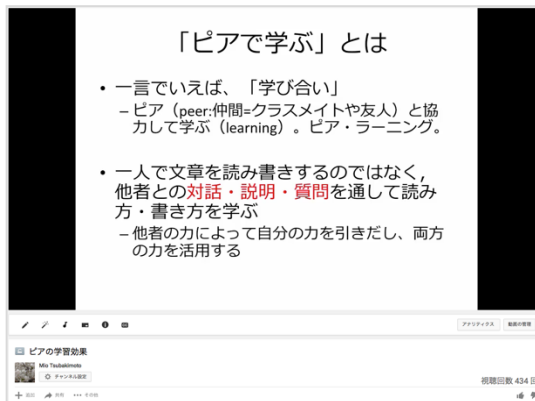 「ピアで学ぶ」とは
• 一言でいえば、「学び合い」
–ピア（peer:仲間=クラスメイトや友人）と協
力して学ぶ（learning）。ピア・ラーニング。
• 一人で文章を読み書きするのではなく，
他者との対話・説明・質問を通して読み
方・書き方を学ぶ
–他者の力によって自分の力を引きだし、両方
の力を活用する
アナリティクス 動画の管理
ピアの学習効果
Mio Tsubakimoto
チャンネル設定
視聴回数 434 回
追加 共有 ••• その他